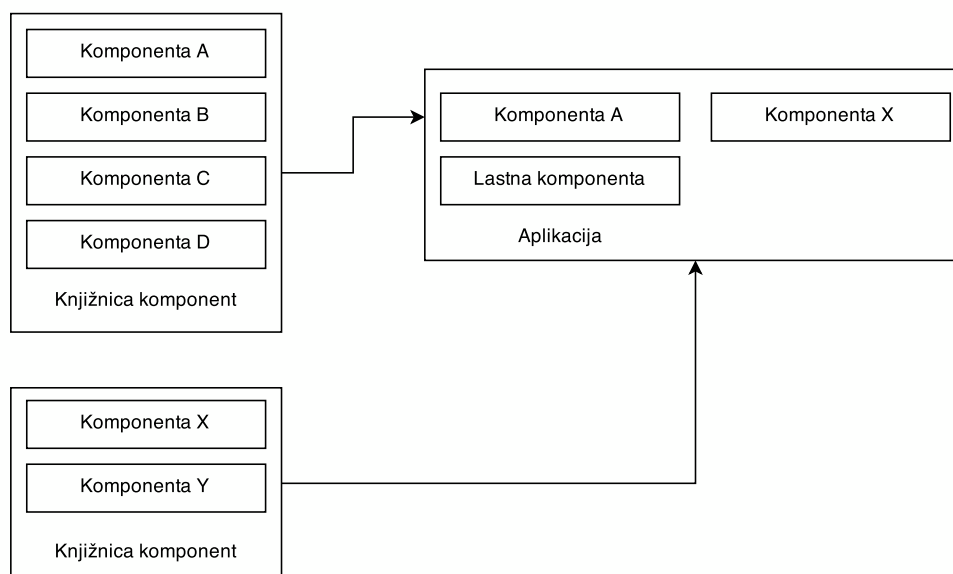 Komponenta A
Komponenta B
Komponenta C
Komponenta D
Knjižnica komponent
Komponenta A
Komponenta X
Lastna komponenta
Aplikacija
Komponenta X
Komponenta Y
Knjižnica komponent